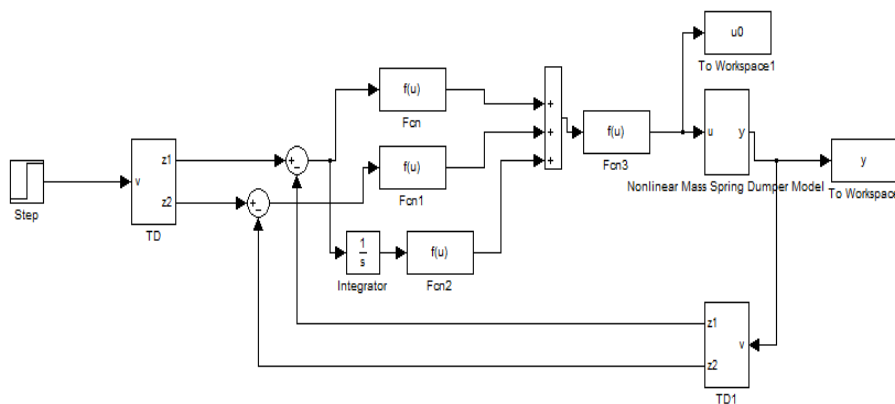 u0
To Workspace1
f(u)
Fcn
+
+
+
f(u)
Fcn3
u y
Nonlinear Mass Spring Dumper Model
y
To Workspace
Step
v
z1
z2
TD
+
−
+
−
f(u)
Fcn1
1
s
Integrator
f(u)
Fcn2
z1
z2
v
TD1